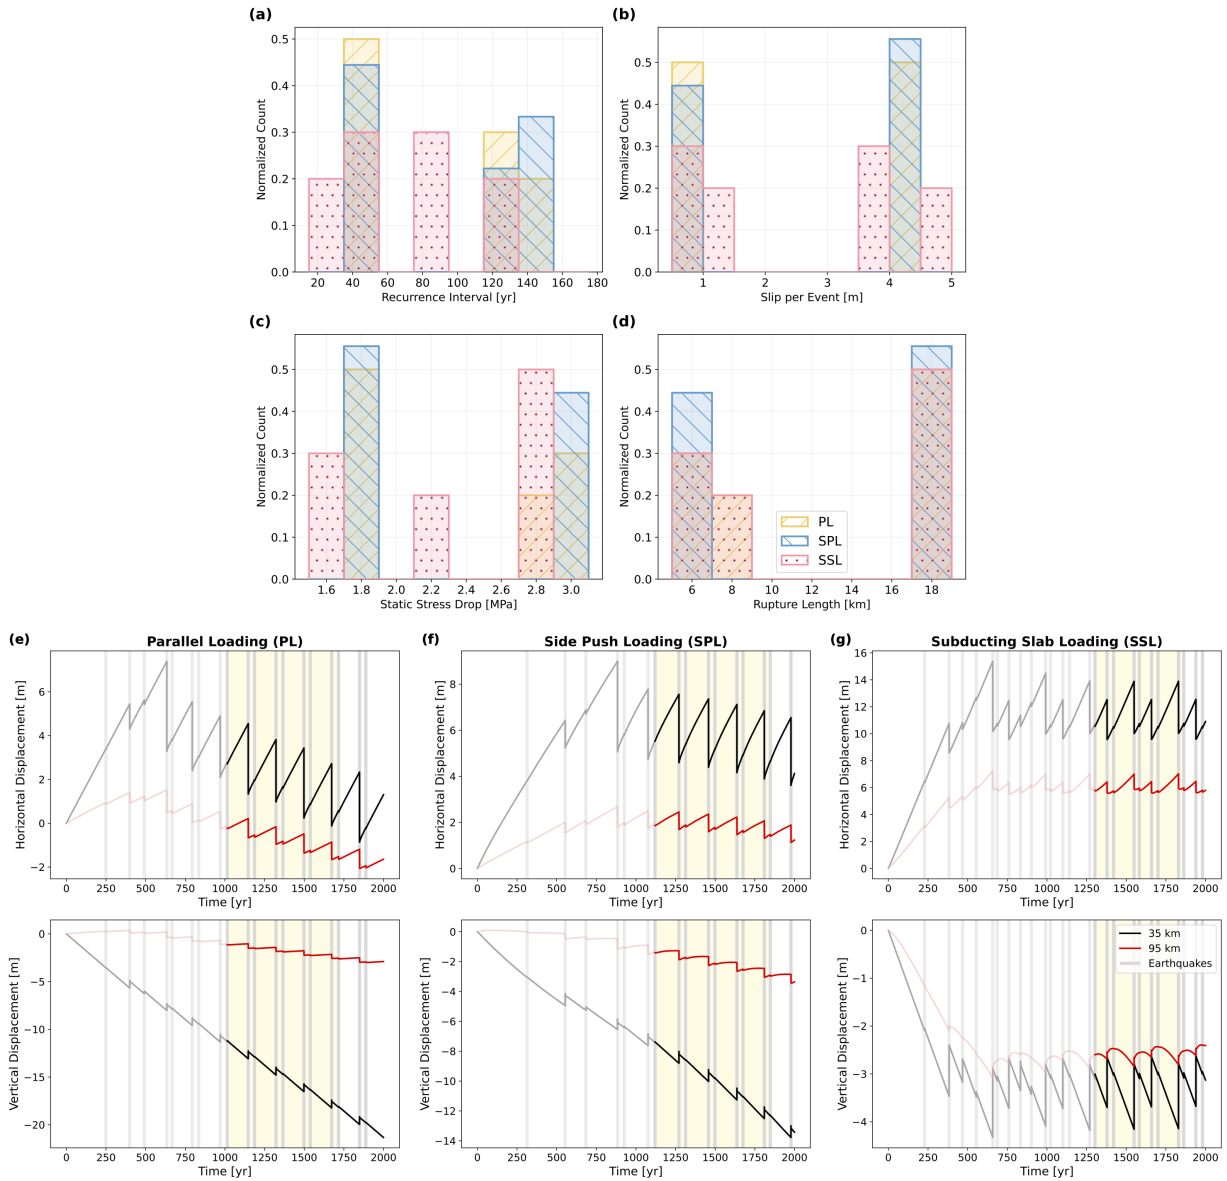 (a)
(b)
0.5
0.4
0.3
0.2
0.1
0.0
Normalized Count
20 40 60 80 100 120 140 160 180
Recurrence Interval [yr]
0.5
0.4
0.3
0.2
0.1
0.0
Normalized Count
1 2 3 4 5
Slip per Event [m]
(c)
(d)
0.5
0.4
0.3
0.2
0.1
0.0
Normalized Count
1.6 1.8 2.0 2.2 2.4 2.6 2.8 3.0
Static Stress Drop [MPa]
0.5
0.4
0.3
0.2
0.1
0.0
Normalized Count
PL
SPL
SSL
6 8 10 12 14 16 18
Rupture Length [km]
(e)
Parallel Loading (PL)
6
4
2
0
−2
Horizontal Displacement [m]
0 250 500 750 1000 1250 1500 1750 2000
Time [yr]
(f)
Side Push Loading (SPL)
8
6
4
2
0
Horizontal Displacement [m]
0 250 500 750 1000 1250 1500 1750 2000
Time [yr]
(g)
Subducting Slab Loading (SSL)
16
14
12
10
8
6
4
2
0
Horizontal Displacement [m]
0 250 500 750 1000 1250 1500 1750 2000
Time [yr]
0
−5
−10
−15
−20
Vertical Displacement [m]
0 250 500 750 1000 1250 1500 1750 2000
Time [yr]
0
−2
−4
−6
−8
−10
−12
−14
Vertical Displacement [m]
0 250 500 750 1000 1250 1500 1750 2000
Time [yr]
0
−1
−2
−3
−4
Vertical Displacement [m]
35 km
95 km
Earthquakes
0 250 500 750 1000 1250 1500 1750 2000
Time [yr]